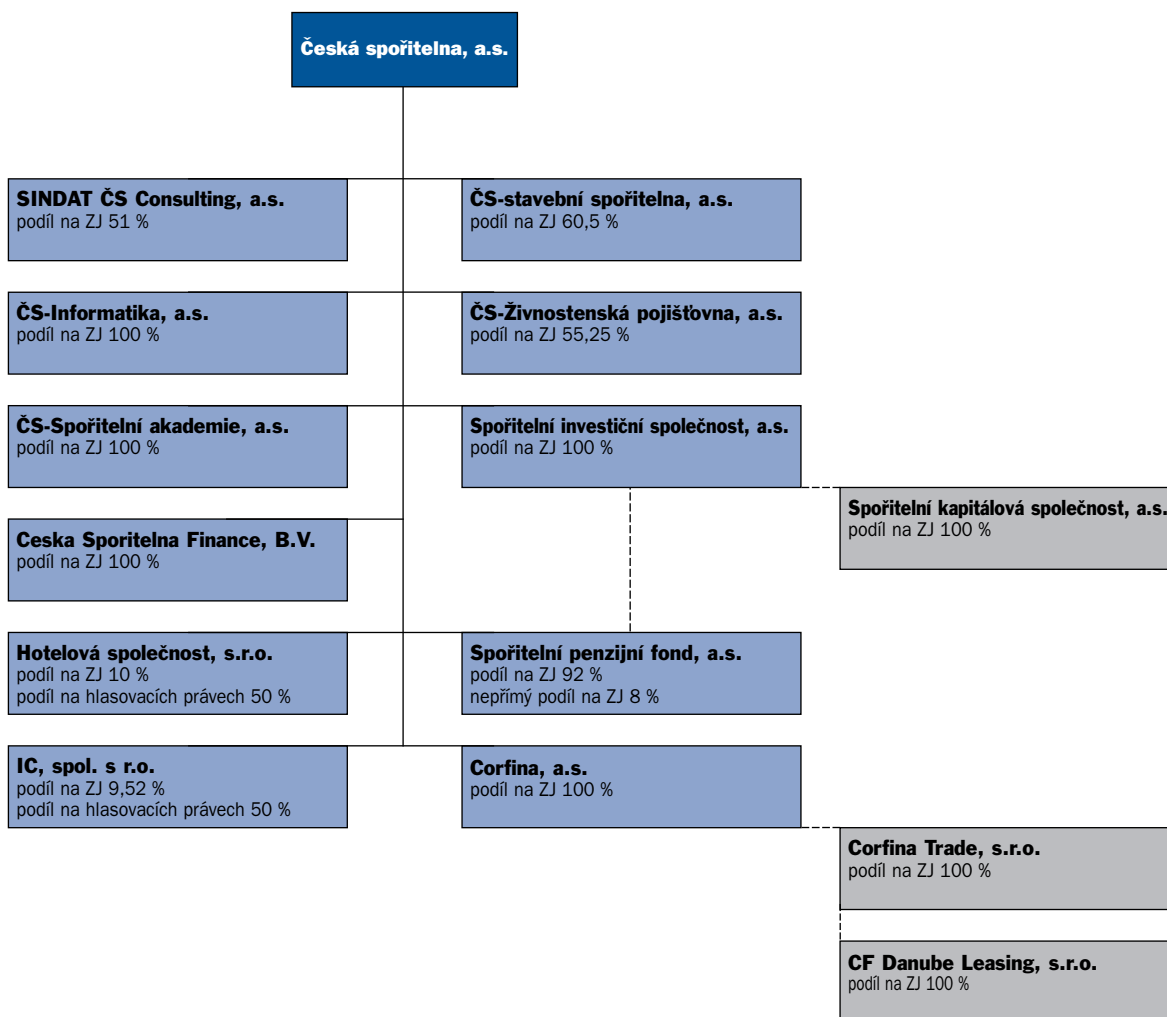 Česká spořitelna, a.s.
SINDAT ČS Consulting, a.s.
podíl na ZJ 51 %
ČS-stavební spořitelna, a.s.
podíl na ZJ 60,5 %
ČS-Informatika, a.s.
podíl na ZJ 100 %
ČS-Živnostenská pojišťovna, a.s.
podíl na ZJ 55,25 %
ČS-Spořitelní akademie, a.s.
podíl na ZJ 100 %
Spořitelní investiční společnost, a.s.
podíl na ZJ 100 %
Spořitelní kapitálová společnost, a.s.
podíl na ZJ 100 %
Ceska Sporitelna Finance, B.V.
podíl na ZJ 100 %
Hotelová společnost, s.r.o.
podíl na ZJ 10 %
podíl na hlasovacích právech 50 %
Spořitelní penzijní fond, a.s.
podíl na ZJ 92 %
nepřímý podíl na ZJ 8 %
IC, spol. s r.o.
podíl na ZJ 9,52 %
podíl na hlasovacích právech 50 %
Corfina, a.s.
podíl na ZJ 100 %
Corfina Trade, s.r.o.
podíl na ZJ 100 %
CF Danube Leasing, s.r.o.
podíl na ZJ 100 %